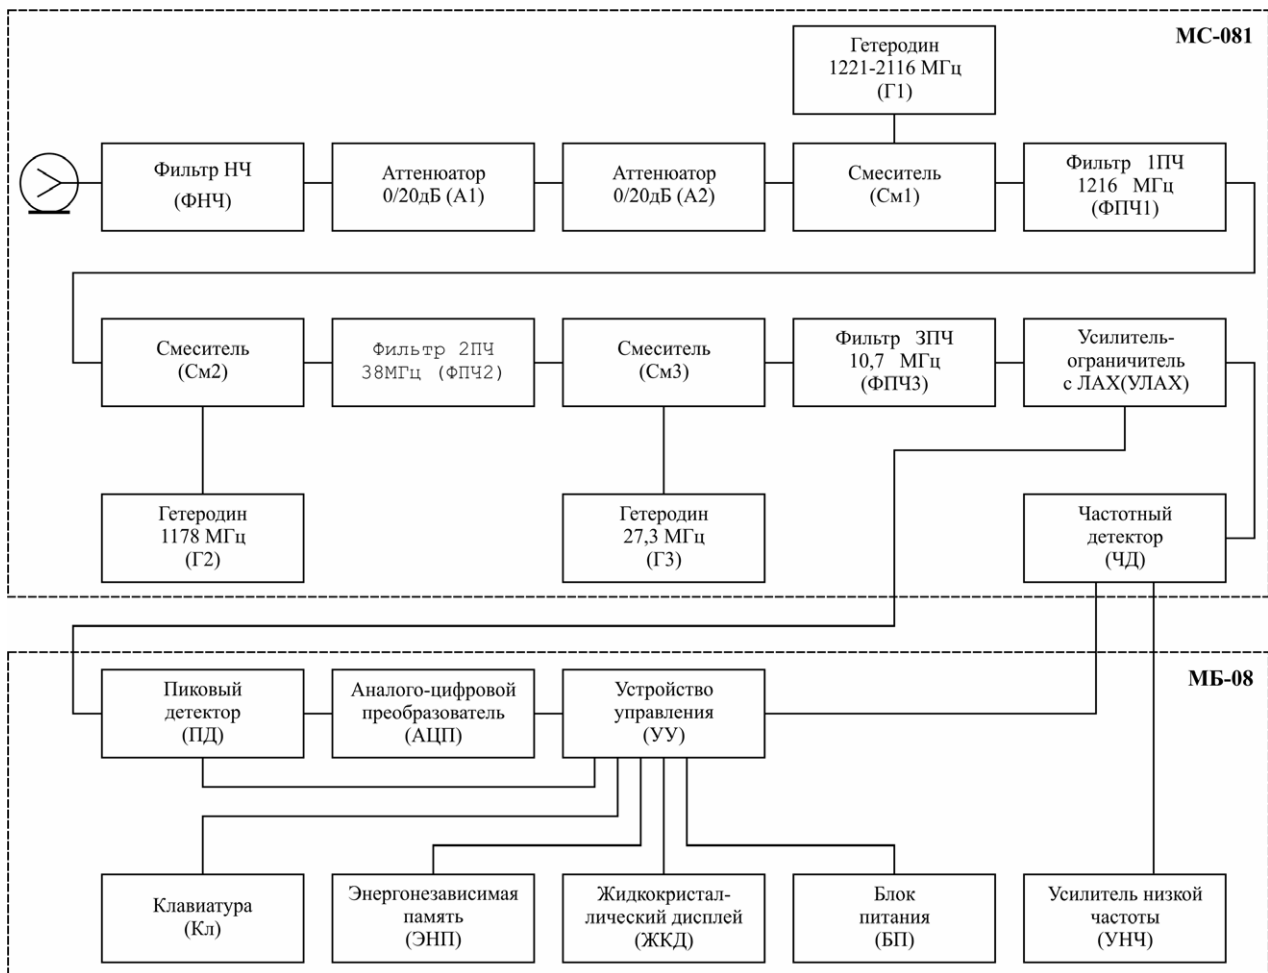 МС-081
Гетеродин
1221-2116 МГц
(Г1)
Фильтр НЧ
(ФНЧ)
Аттенюатор
0/20дБ (А1)
Аттенюатор
0/20дБ (А2)
Смеситель
(См1)
Фильтр 1ПЧ
1216 МГц
(ФПЧ1)
Смеситель
(См2)
Фильтр 2ПЧ
38МГц (ФПЧ2)
Смеситель
(См3)
Фильтр 3ПЧ
10,7 МГц
(ФПЧ3)
Усилитель-
ограничитель
с ЛАХ(УЛАХ)
Гетеродин
1178 МГц
(Г2)
Гетеродин
27,3 МГц
(Г3)
Частотный
детектор
(ЧД)
МБ-08
Пиковый
детектор
(ПД)
Аналого-цифровой
преобразователь
(АЦП)
Устройство
управления
(УУ)
Клавиатура
(Кл)
Энергонезависимая
память
(ЭНП)
Жидкокристал-
лический дисплей
(ЖКД)
Блок
питания
(БП)
Усилитель низкой
частоты
(УНЧ)